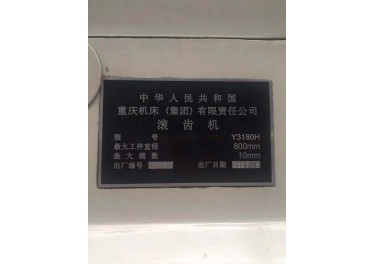 中华人民共和国
重庆机床(集团)有限责任公司
滚齿机
型号 Y3180H
最大工件直径 800mm
最大模数 10mm
出厂编号 出厂日期